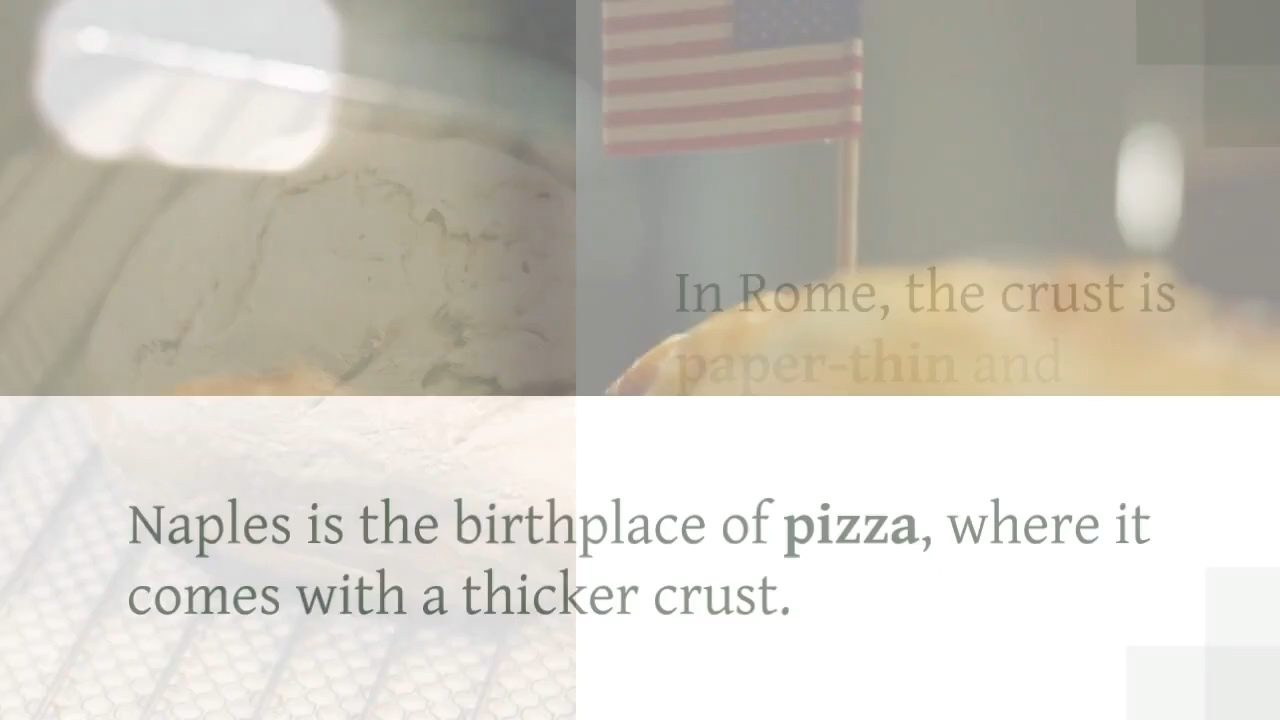 In Rome, the crust is
paper-thin and
Naples is the birthplace of pizza, where it
comes with a thicker crust.